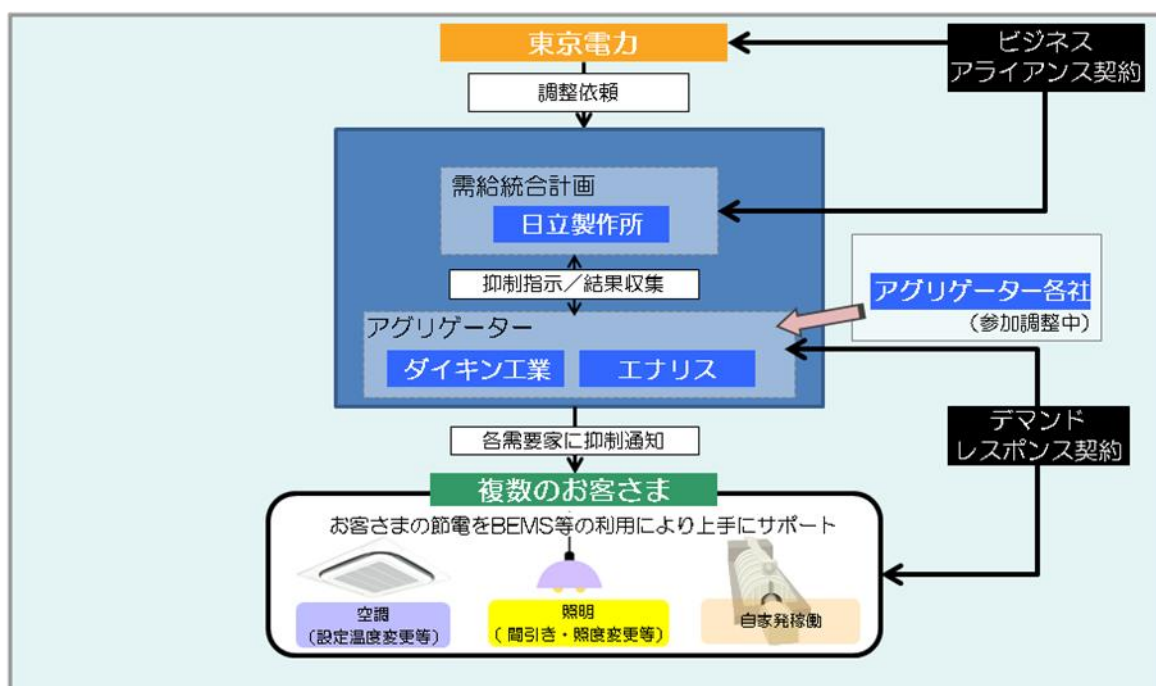 東京電力
ビジネス
アライアンス契約
調整依頼
需給統合計画
日立製作所
抑制指示／結果収集
アグリゲーター各社
（参加調整中）
アグリゲーター
ダイキン工業
エナリス
デマンド
レスポンス契約
各需要家に抑制通知
複数のお客さま
お客さまの節電をBEMS等の利用により上手にサポート
空調
（設定温度変更等）
照明
（ 間引き・照度変更等）
自家発稼働